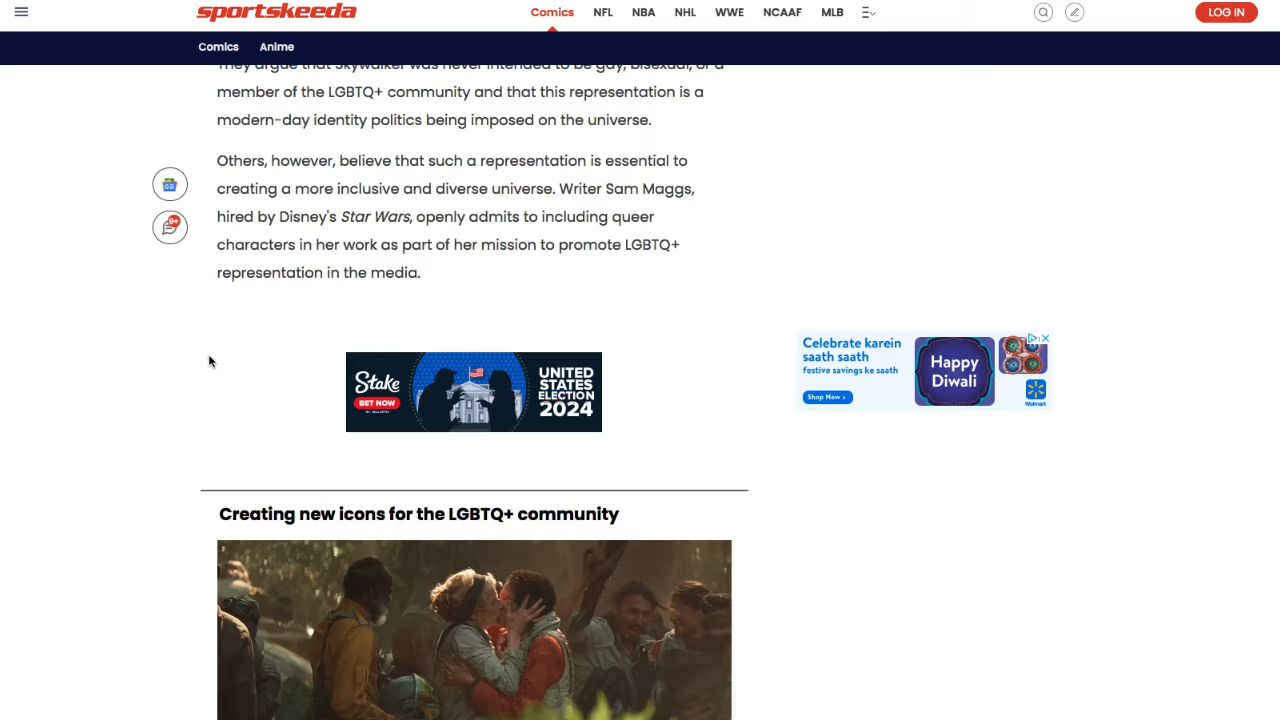 sportskeeda
Comics NFL NBA NHL WWE NCAAF MLB
LOG IN
Comics Anime
They argue that Skywalker was never intended to be gay, bisexual, or a
member of the LGBTQ+ community and that this representation is a
modern-day identity politics being imposed on the universe.
Others, however, believe that such a representation is essential to
creating a more inclusive and diverse universe. Writer Sam Maggs,
hired by Disney's Star Wars, openly admits to including queer
characters in her work as part of her mission to promote LGBTQ+
representation in the media.
9+
Stake
BET NOW
UNITED
STATES
ELECTION
2024
Celebrate karein
saath saath
festive savings ke saath
Shop Now >
Happy
Diwali
Walmart
Creating new icons for the LGBTQ+ community